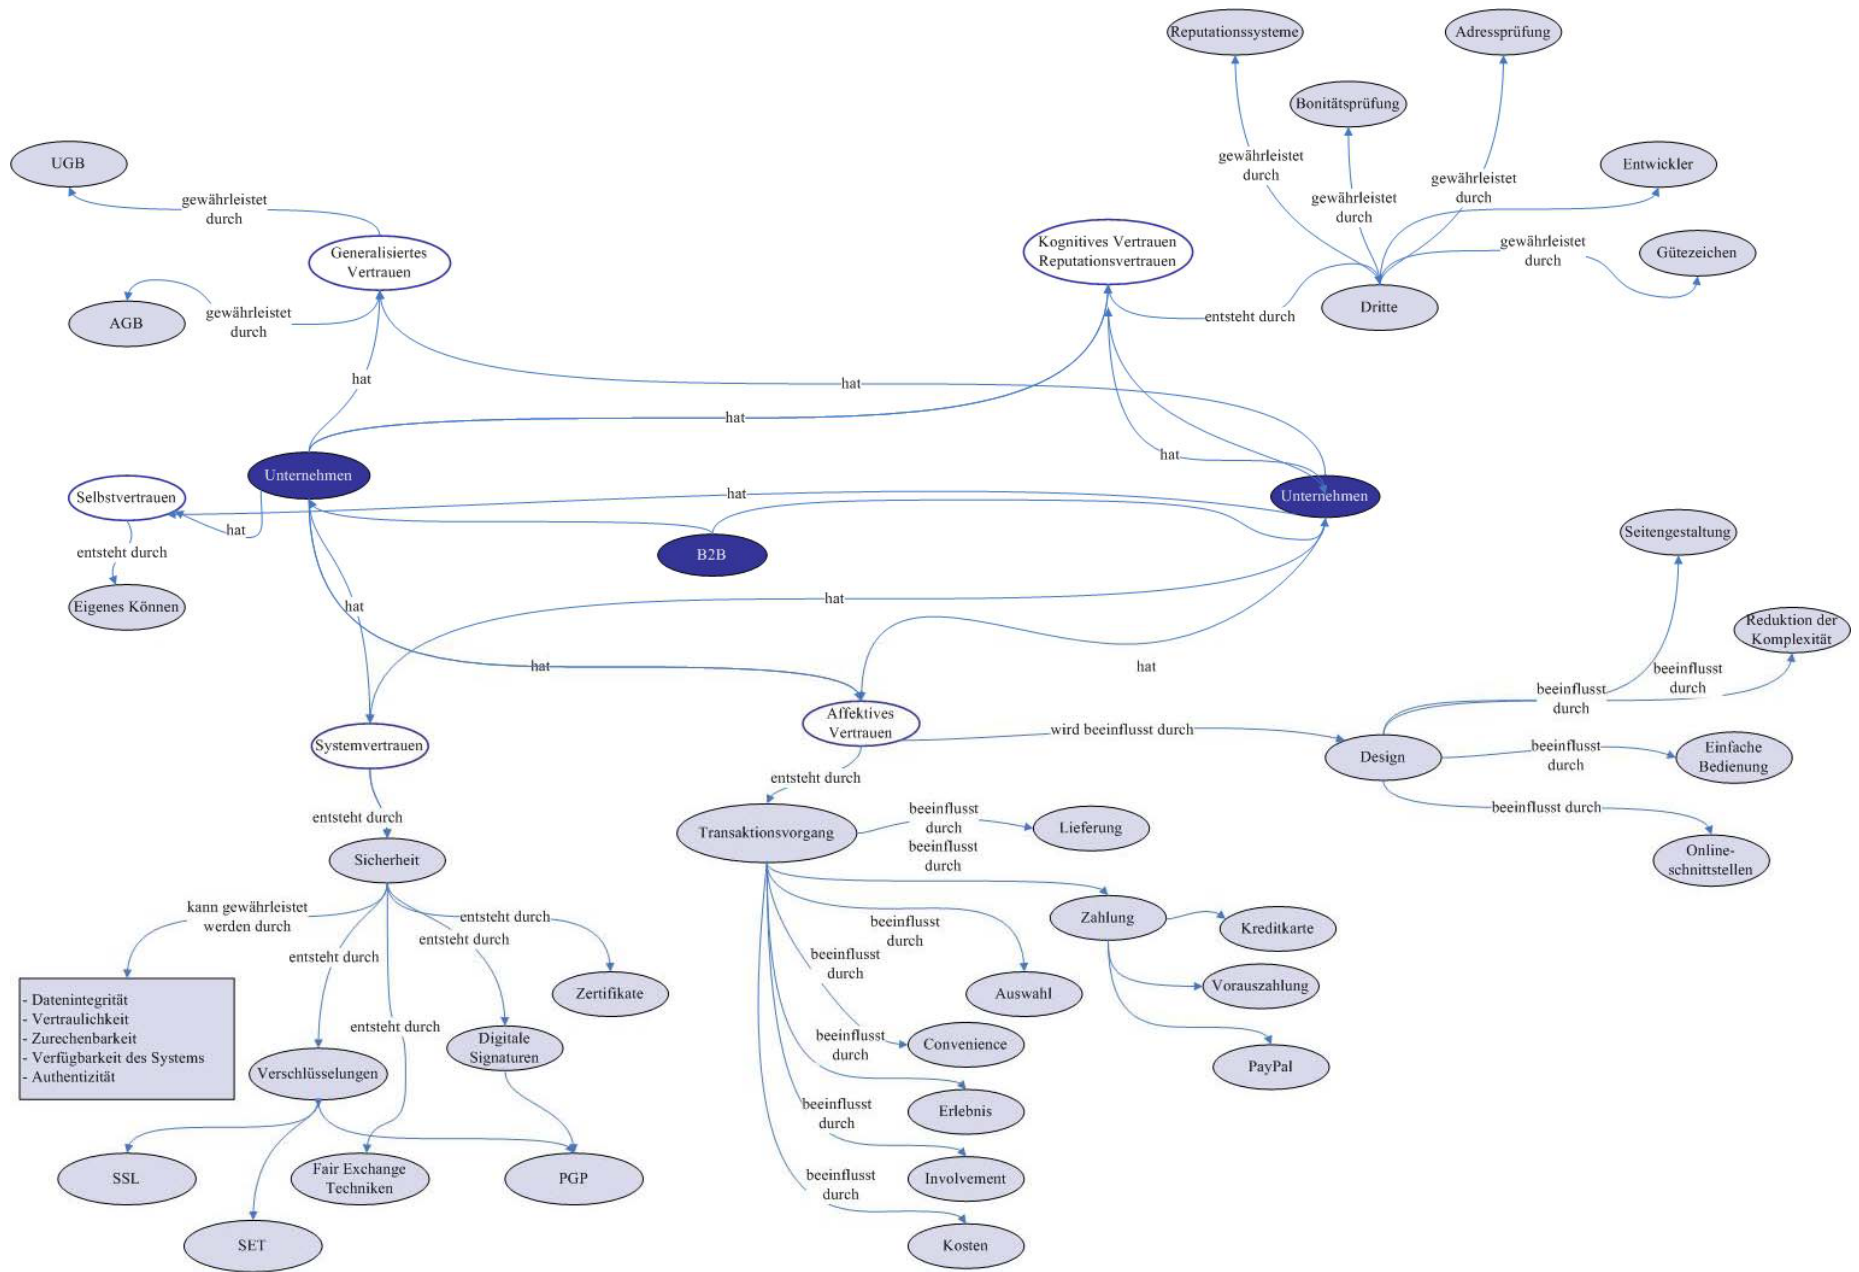 Reputationssysteme
Adressprüfung
Bonitätsprüfung
UGB
gewährleistet
durch
gewährleistet
durch
gewährleistet
durch
gewährleistet
durch
Entwickler
Generalisiertes
Vertrauen
Kognitives Vertrauen
Reputationsvertrauen
gewährleistet
durch
Gütezeichen
AGB
gewährleistet
durch
entsteht durch
Dritte
hat
hat
hat
hat
Unternehmen
Selbstvertrauen
hat
Unternehmen
hat
B2B
entsteht durch
Eigenes Können
hat
hat
hat
hat
Seitengestaltung
Reduktion der
Komplexität
beeinflusst
durch
beeinflusst
durch
Affektives
Vertrauen
wird beeinflusst durch
Design
beeinflusst
durch
Einfache
Bedienung
Systemvertrauen
entsteht durch
beeinflusst durch
Online-
schnittstellen
entsteht durch
Transaktionsvorgang
beeinflusst
durch
Lieferung
beeinflusst
durch
Sicherheit
kann gewährleistet
werden durch
entsteht durch
entsteht durch
entsteht durch
entsteht durch
Zahlung
Kreditkarte
Vorauszahlung
PayPal
beeinflusst
durch
beeinflusst
durch
Auswahl
Zertifikate
- Datenintegrität
- Vertraulichkeit
- Zurechenbarkeit
- Verfügbarkeit des Systems
- Authentizität
Digitale
Signaturen
Verschlüsselungen
beeinflusst
durch
Convenience
Erlebnis
beeinflusst
durch
Involvement
beeinflusst
durch
Kosten
SSL
Fair Exchange
Techniken
PGP
SET